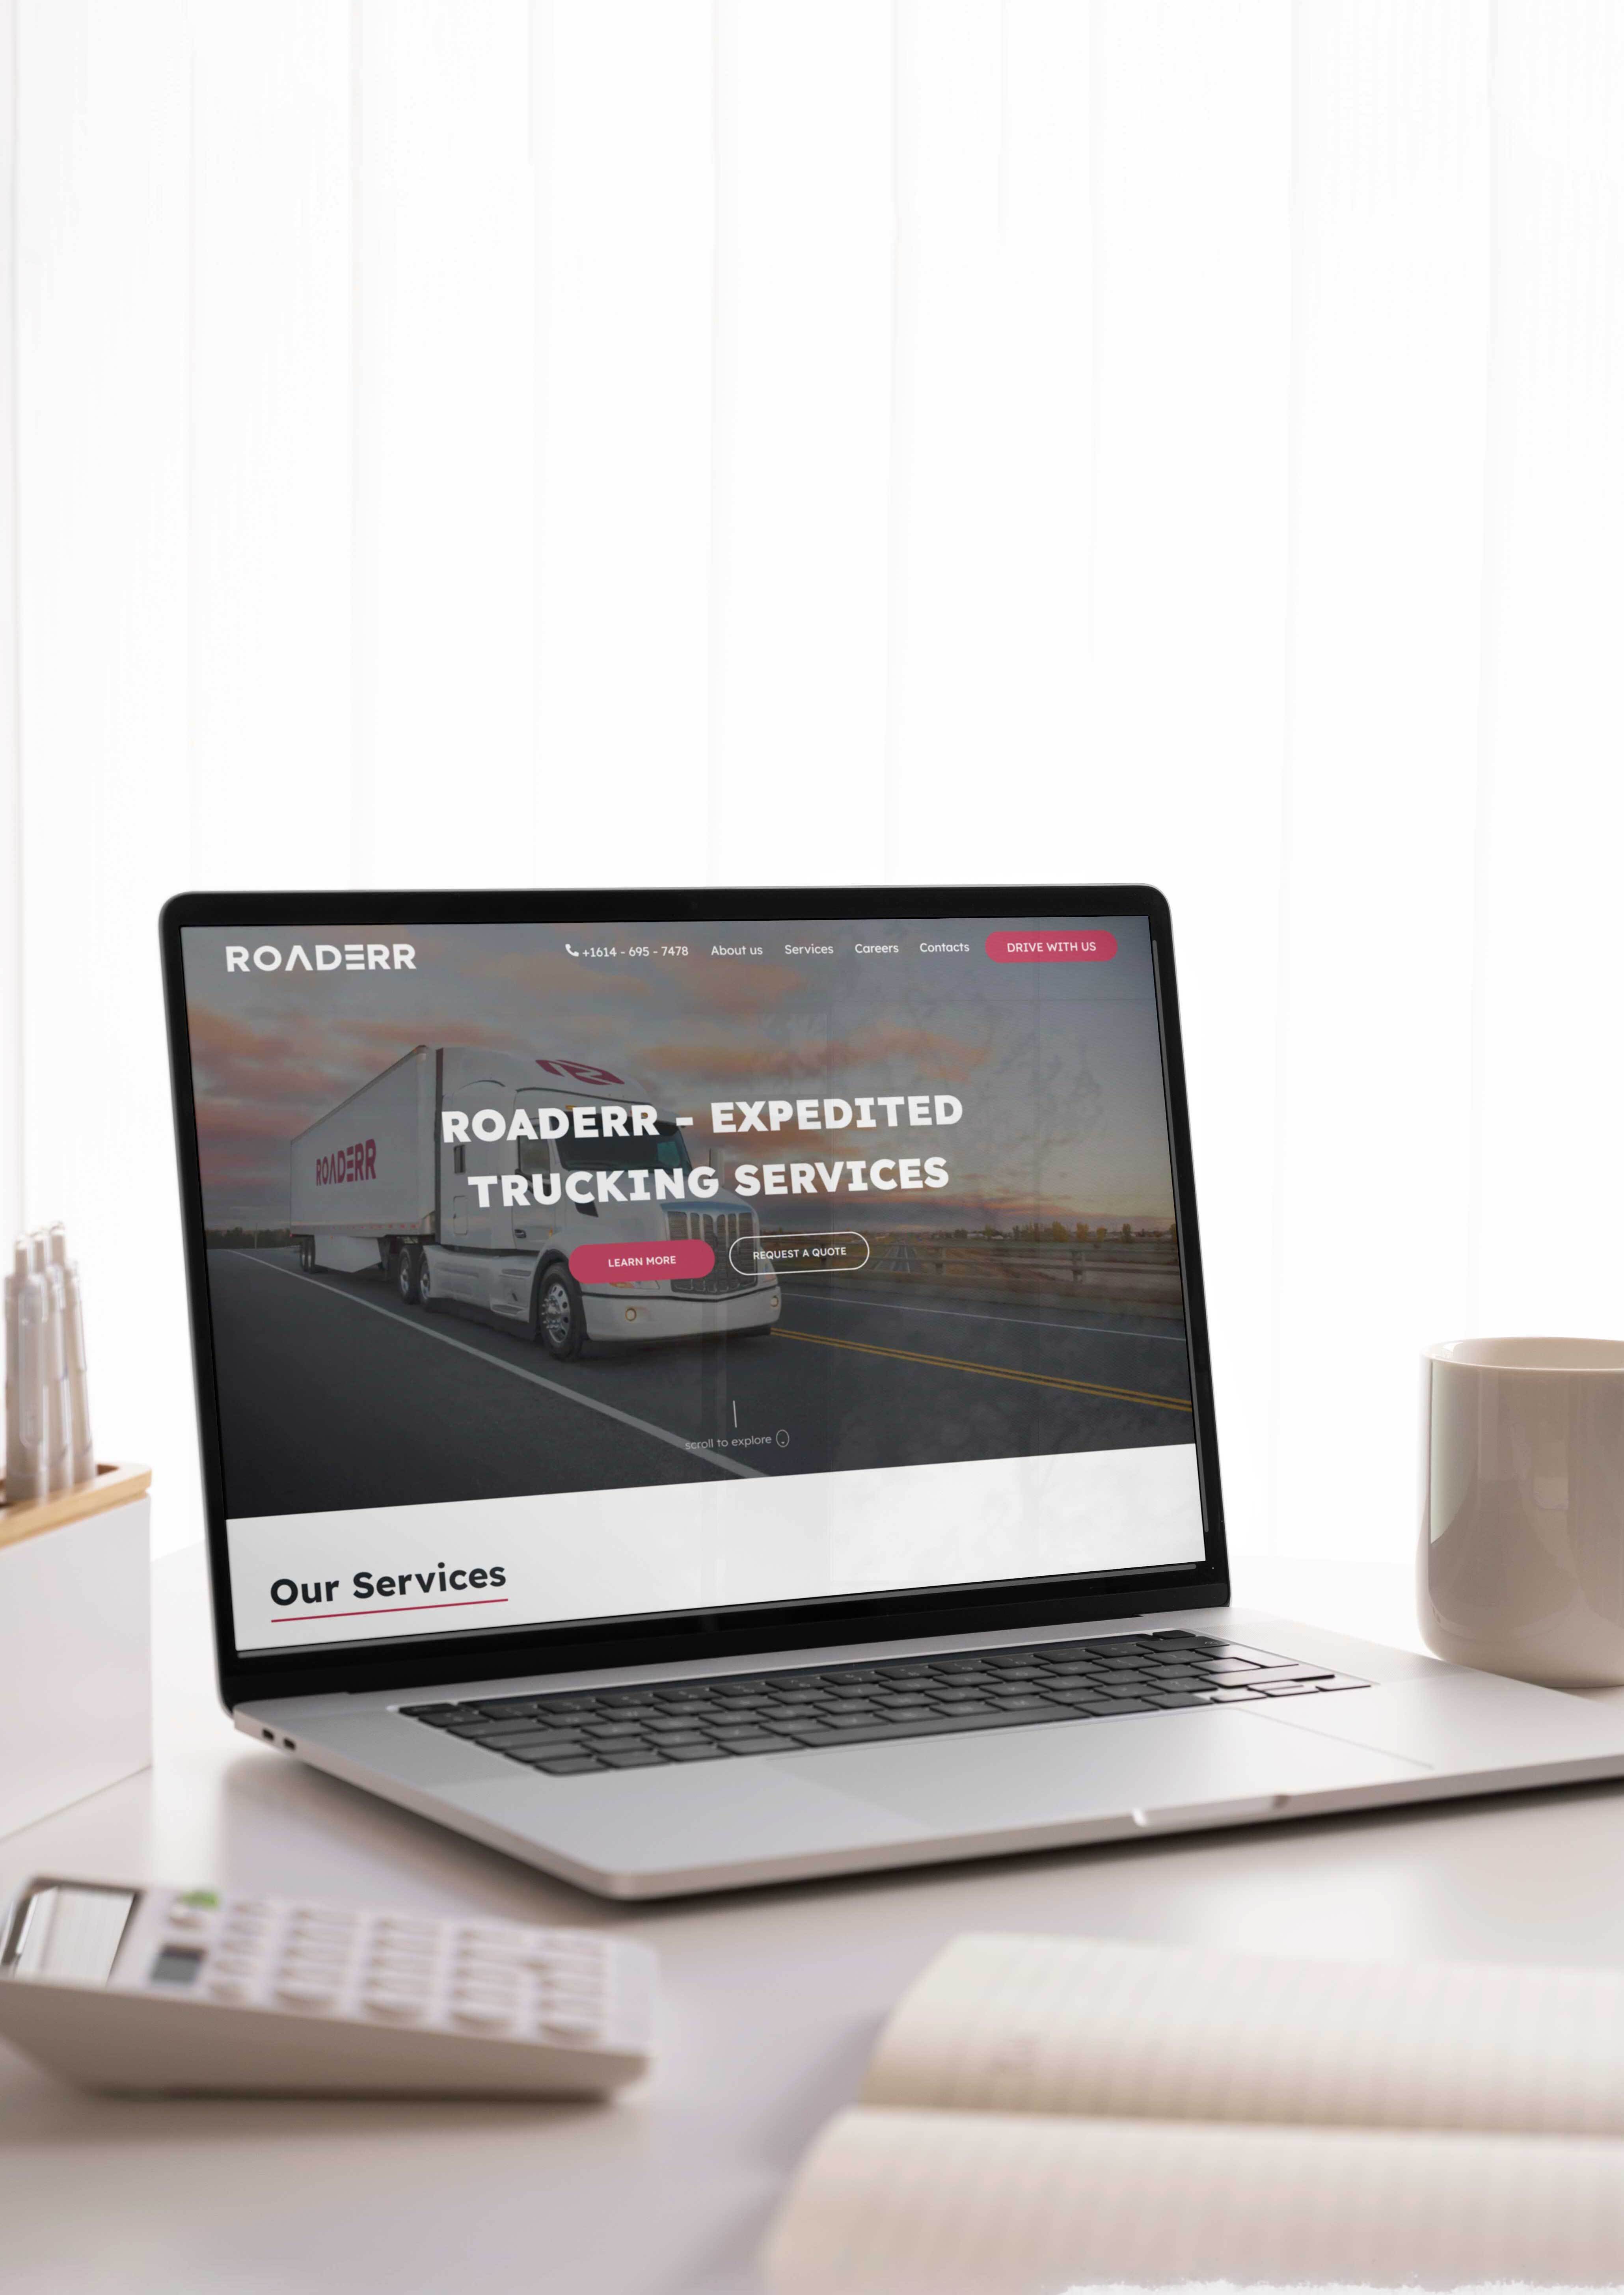 ROADERR
+1614 - 695 - 7478 About us Services Careers Contacts DRIVE WITH US
ROADERR
ROADERR - EXPEDITED
TRUCKING SERVICES
LEARN MORE REQUEST A QUOTE
scroll to explore
Our Services